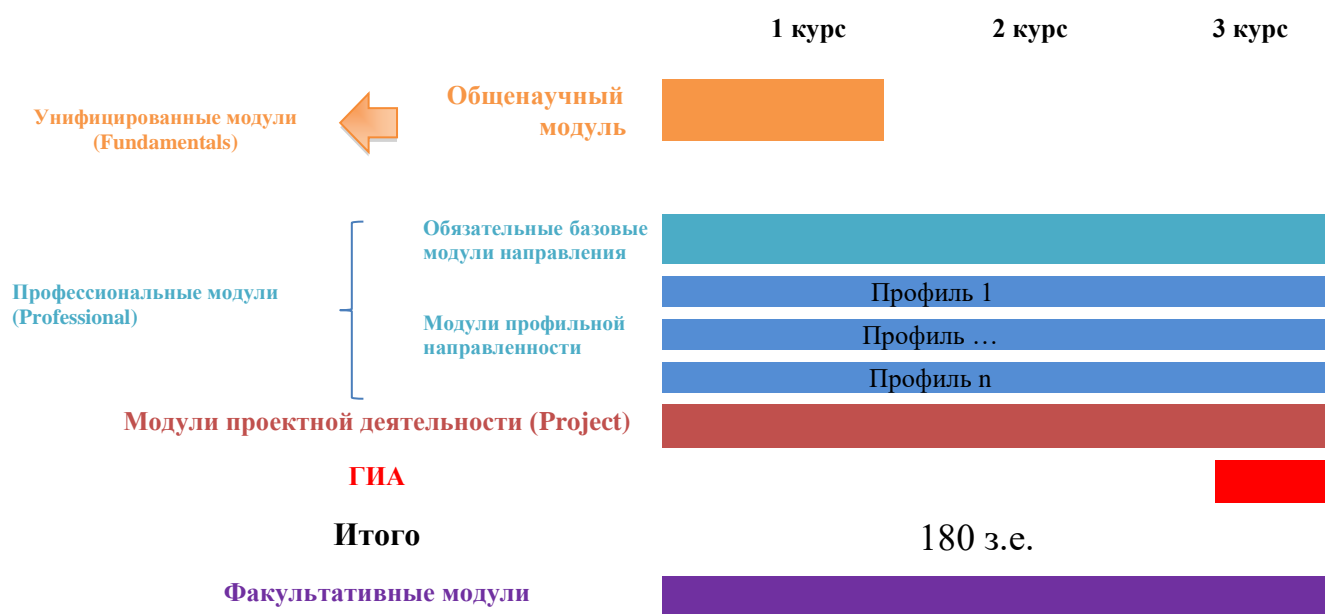 1 курс 2 курс 3 курс
Общенаучный
модуль
Унифицированные модули
(Fundamentals)
Обязательные базовые
модули направления
Профессиональные модули
(Professional)
Профиль 1
Модули профильной
направленности
Профиль …
Профиль n
Модули проектной деятельности (Project)
ГИА
Итого 180 з.е.
Факультативные модули